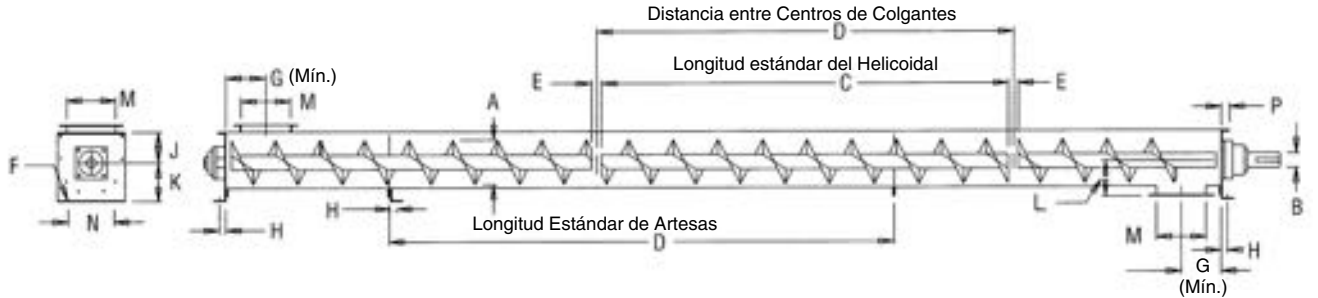 Distancia entre Centros de Colgantes
D
Longitud estándar del Helicoidal
G (Mín.)
E
C
E
M
M
A
P
F
J
K
N
H
H
Longitud Estándar de Artesas
D
L
B
M
H
G
(Mín.)